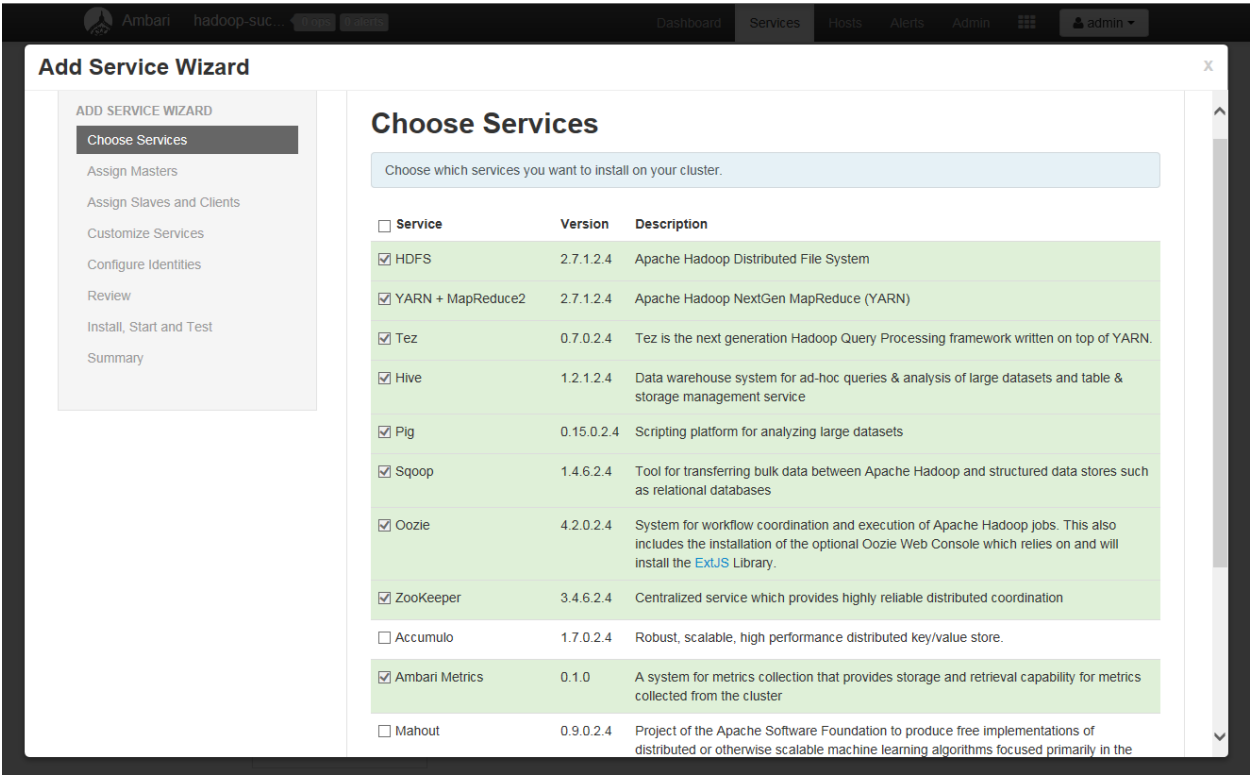 Ambari hadoop-suc... 0 ops 0 alerts Dashboard Services Hosts Alerts Admin admin
Add Service Wizard x
ADD SERVICE WIZARD
Choose Services
Assign Masters
Assign Slaves and Clients
Customize Services
Configure Identities
Review
Install, Start and Test
Summary
Choose Services
Choose which services you want to install on your cluster.
Service Version Description
HDFS 2.7.1.2.4 Apache Hadoop Distributed File System
YARN + MapReduce2 2.7.1.2.4 Apache Hadoop NextGen MapReduce (YARN)
Tez 0.7.0.2.4 Tez is the next generation Hadoop Query Processing framework written on top of YARN.
Hive 1.2.1.2.4 Data warehouse system for ad-hoc queries & analysis of large datasets and table &
storage management service
Pig 0.15.0.2.4 Scripting platform for analyzing large datasets
Sqoop 1.4.6.2.4 Tool for transferring bulk data between Apache Hadoop and structured data stores such
as relational databases
Oozie 4.2.0.2.4 System for workflow coordination and execution of Apache Hadoop jobs. This also
includes the installation of the optional Oozie Web Console which relies on and will
install the ExtJS Library.
ZooKeeper 3.4.6.2.4 Centralized service which provides highly reliable distributed coordination
Accumulo 1.7.0.2.4 Robust, scalable, high performance distributed key/value store.
Ambari Metrics 0.1.0 A system for metrics collection that provides storage and retrieval capability for metrics
collected from the cluster
Mahout 0.9.0.2.4 Project of the Apache Software Foundation to produce free implementations of
distributed or otherwise scalable machine learning algorithms focused primarily in the